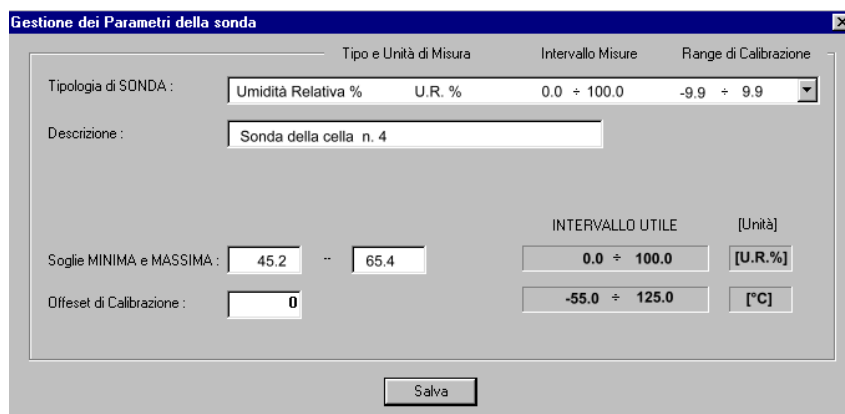 Gestione dei Parametri della sonda
Tipo e Unità di Misura Intervallo Misure Range di Calibrazione
Tipologia di SONDA : Umidità Relativa % U.R. % 0.0 ÷ 100.0 -9.9 ÷ 9.9
Descrizione : Sonda della cella n. 4
INTERVALLO UTILE [Unità]
Soglie MINIMA e MASSIMA : 45.2 -- 65.4 0.0 ÷ 100.0 [U.R.%]
Offeset di Calibrazione : 0 -55.0 ÷ 125.0 [°C]
Salva